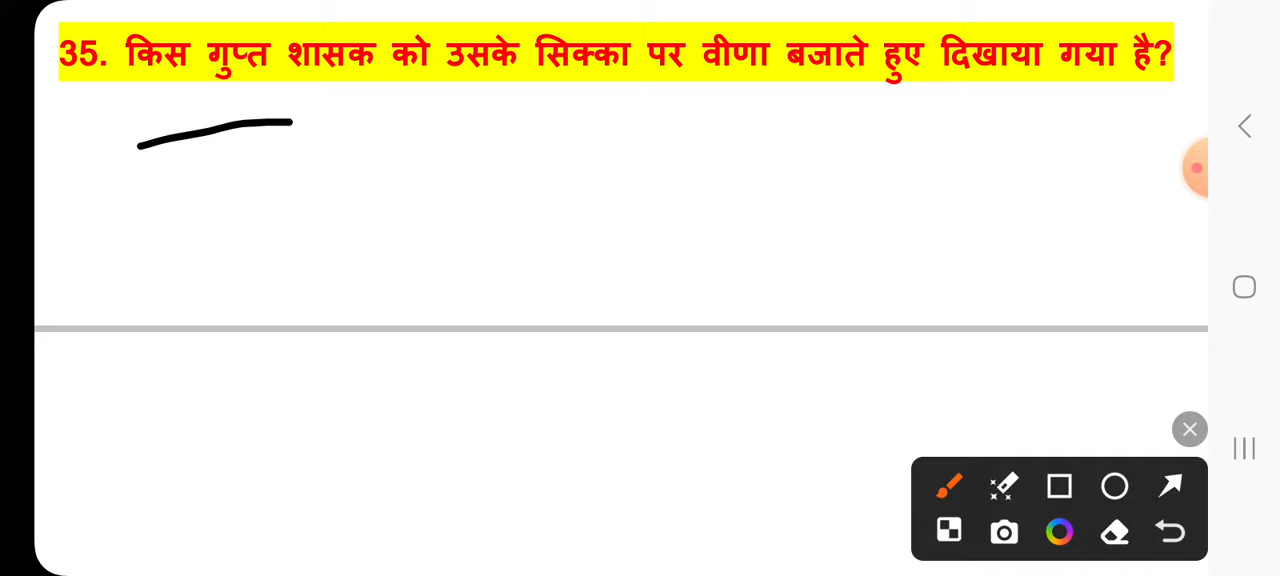 35. किस गुप्त शासक को उसके सिक्का पर वीणा बजाते हुए दिखाया गया है?